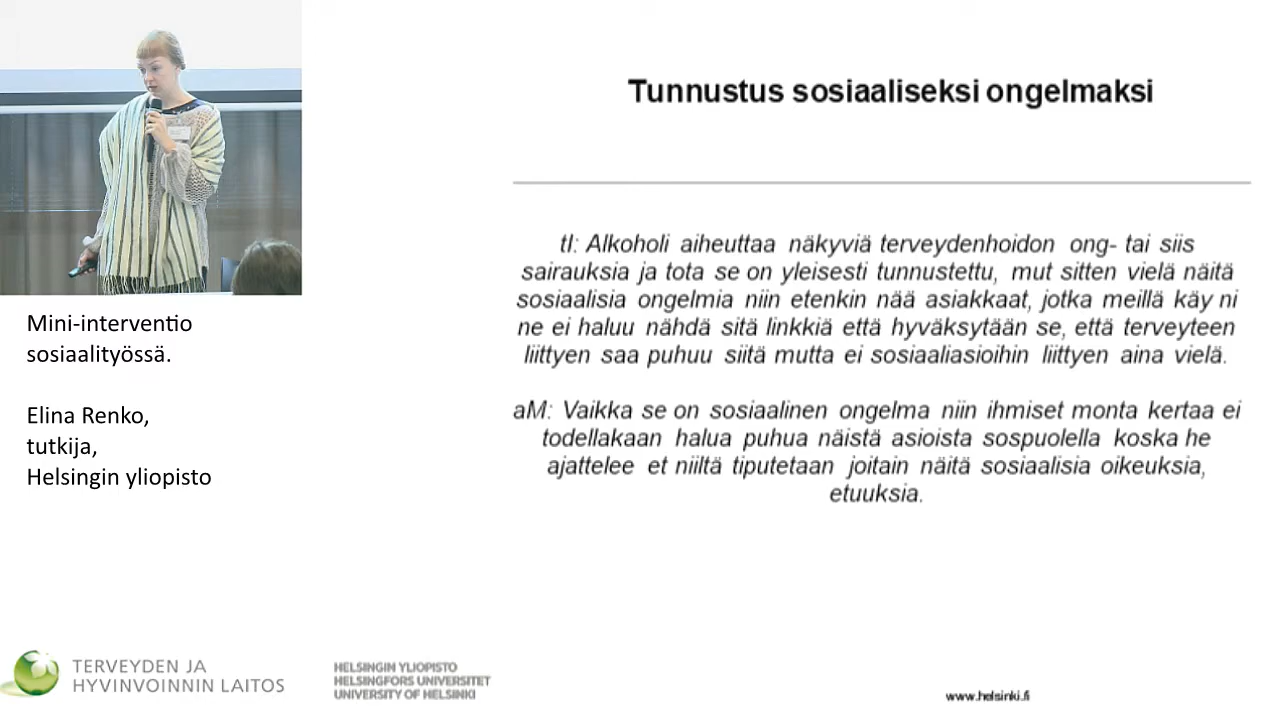 Tunnustus sosiaaliseksi ongelmaksi
tI: Alkoholi aiheuttaa näkyviä terveydenhoidon ong- tai siis
sairauksia ja tota se on yleisesti tunnustettu, mut sitten vielä näitä
sosiaalisia ongelmia niin etenkin nää asiakkaat, jotka meillä käy ni
ne ei haluu nähdä sitä linkkiä että hyväksytään se, että terveyteen
liittyen saa puhuu siitä mutta ei sosiaaliasioihin liittyen aina vielä.
aM: Vaikka se on sosiaalinen ongelma niin ihmiset monta kertaa ei
todellakaan halua puhua näistä asioista sospuolella koska he
ajattelee et niiltä tiputetaan joitain näitä sosiaalisia oikeuksia,
etuuksia.
Mini-interventio
sosiaalityössä.
Elina Renko,
tutkija,
Helsingin yliopisto
TERVEYDEN JA
HYVINVOINNIN LAITOS
HELSINGIN YLIOPISTO
HELSINGFORS UNIVERSITET
UNIVERSITY OF HELSINKI
www.helsinki.fi